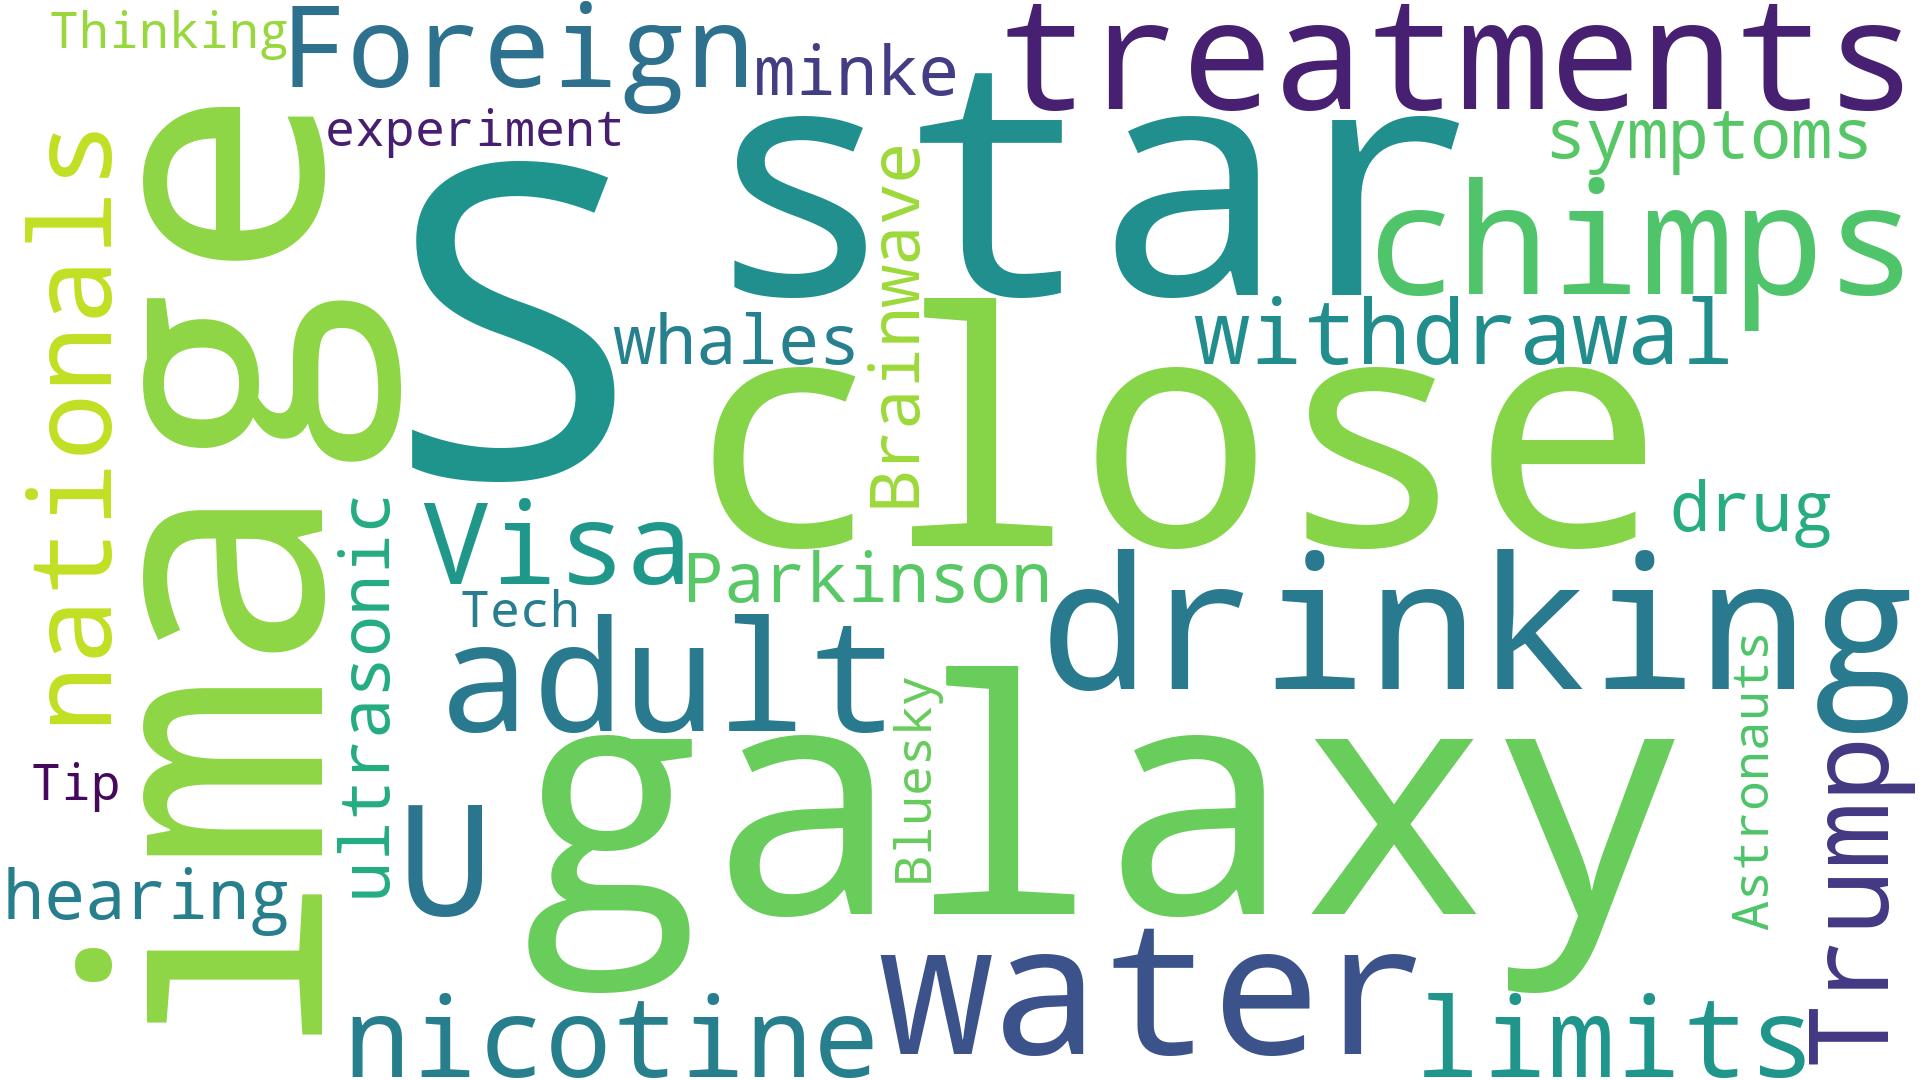 Thinking
Foreign
minke
treatments
experiment
symptoms
star
S
image
nationals
Brainwave
chimps
whales
withdrawal
close
drug
ultrasonic
Visa
Parkinson
Tech
drinking
adult
Bluesky
galaxy
Astronauts
Trump
Tip
U
hearing
water
nicotine
limits